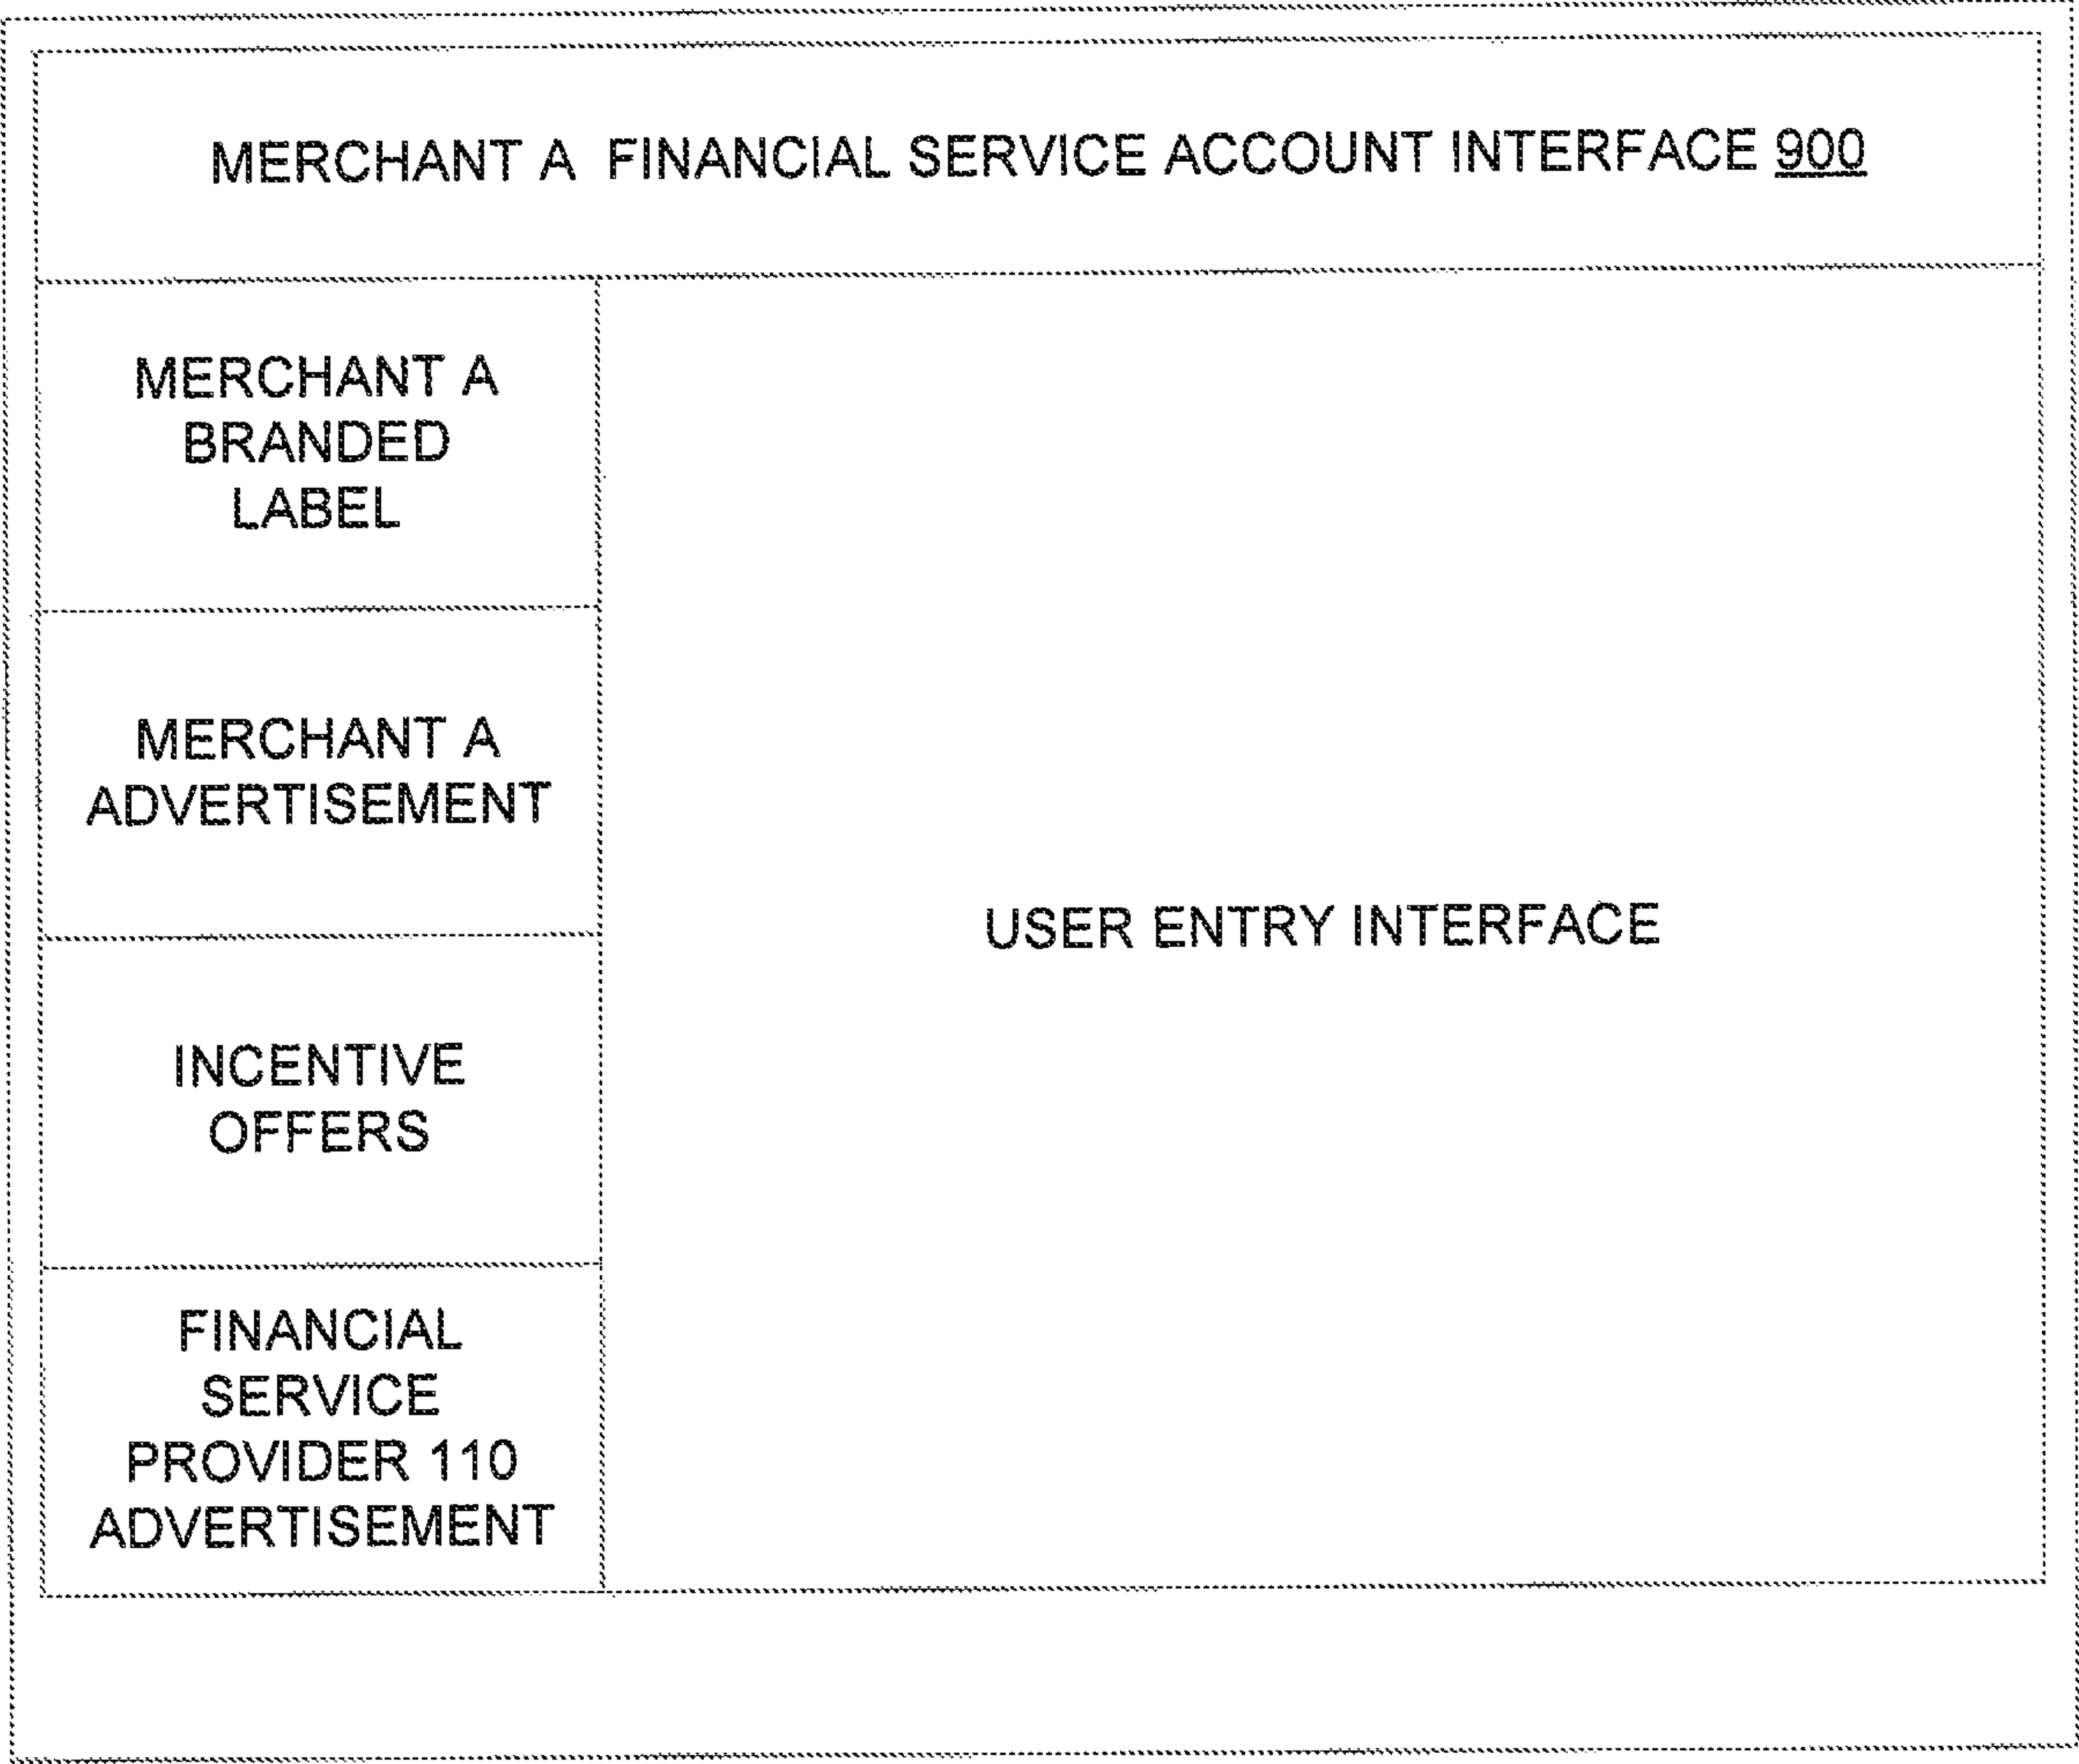 MERCHANT A FINANCIAL SERVICE ACCOUNT INTERFACE 900
MERCHANT A
BRANDED
LABEL
MERCHANT A
ADVERTISEMENT
INCENTIVE
OFFERS
FINANCIAL
SERVICE
PROVIDER 110
ADVERTISEMENT
USER ENTRY INTERFACE